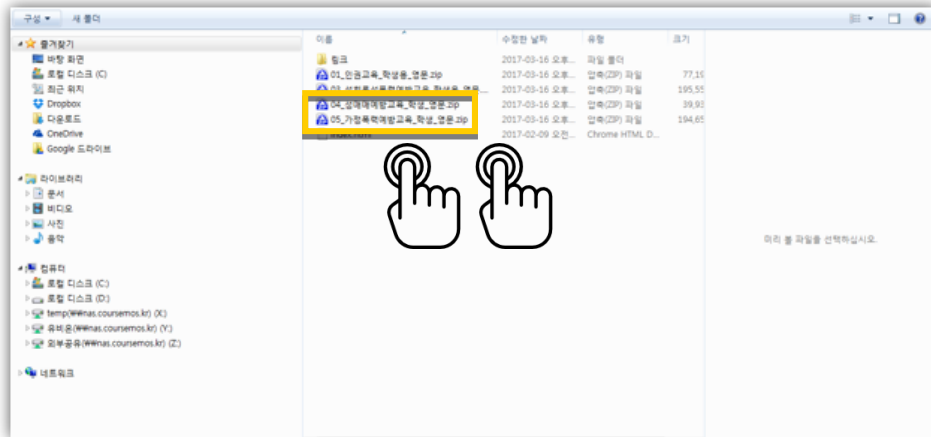 구성 ▼ 새 폴더
이름 수정한 날짜 유형 크기
즐겨찾기
바탕 화면
로컬 디스크 (C)
최근 위치
Dropbox
다운로드
OneDrive
Google 드라이브
라이브러리
문서
비디오
사진
음악
컴퓨터
로컬 디스크 (C:)
로컬 디스크 (D:)
temp(₩₩nas.coursemos.kr) (X:)
유비온(₩₩nas.coursemos.kr) (Y:)
외부공유(₩₩nas.coursemos.kr) (Z:)
네트워크
링크 2017-03-16 오후... 파일 폴더
01_인권교육_학생용_영문.zip 2017-03-16 오후... 압축(ZIP) 파일 77,19
2017-03-16 오후... 압축(ZIP) 파일 195,55
04_성매매예방교육_학생_영문.zip 2017-03-16 오후... 압축(ZIP) 파일 39,93
05_가정폭력예방교육_학생_영문.zip 2017-03-16 오후... 압축(ZIP) 파일 194,65
index.html 2017-02-09 오전... Chrome HTML D...
미리 볼 파일을 선택하십시오.